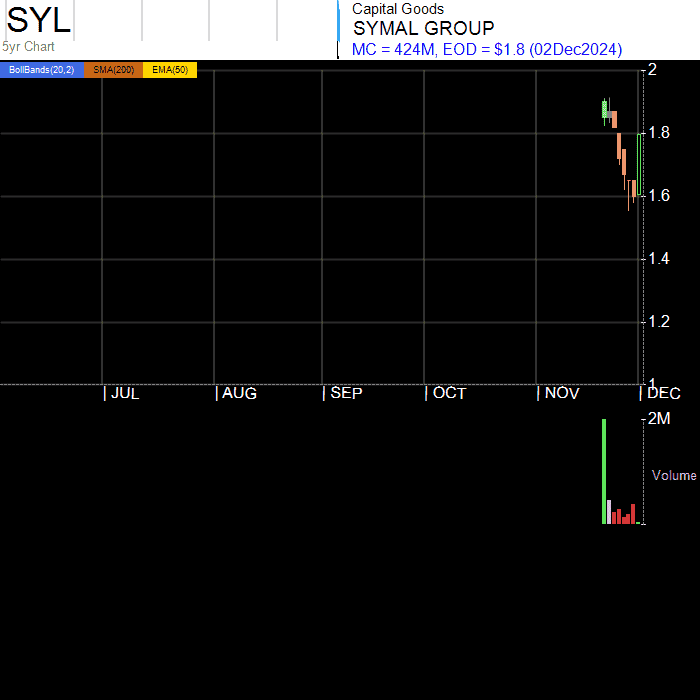 SYL
5yr Chart
Capital Goods
SYMAL GROUP
MC = 424M, EOD = $1.8 (02Dec2024)
BollBands(20,2) SMA(200) EMA(50)
2
1.8
1.6
1.4
1.2
1
JUL AUG SEP OCT NOV DEC
2M
Volume